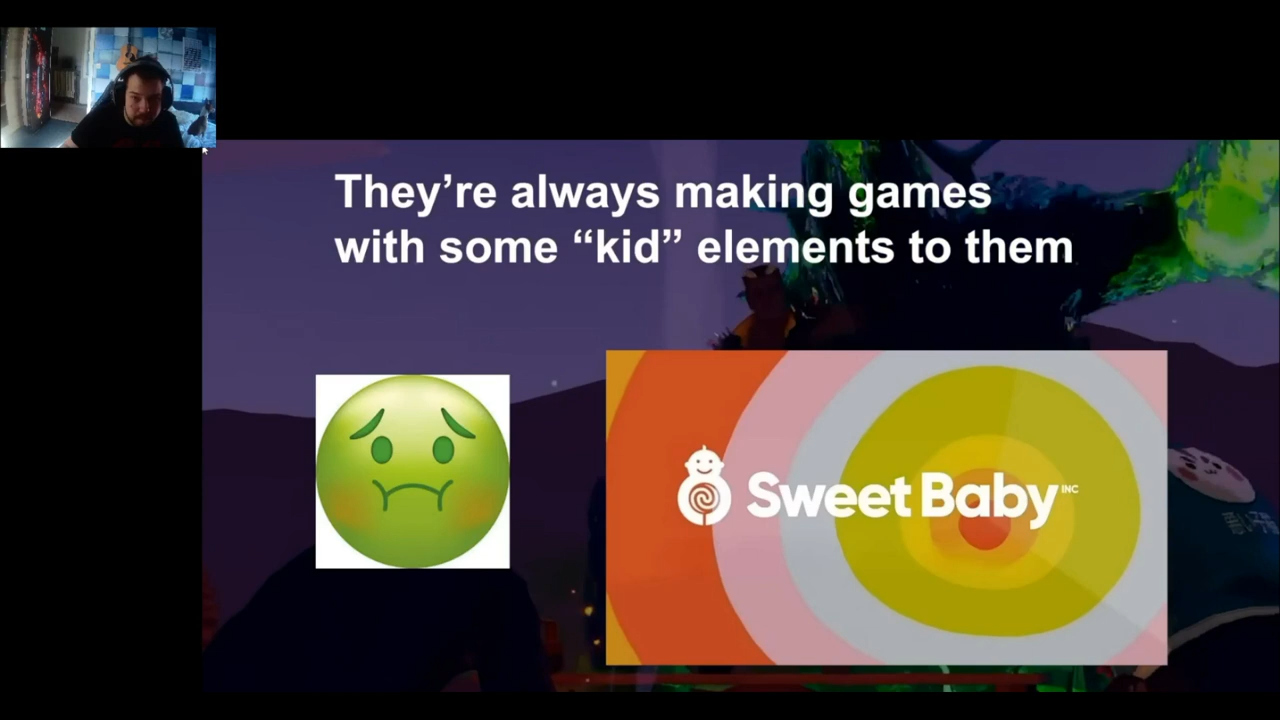 They’re always making games
with some “kid” elements to them
Sweet Baby INC